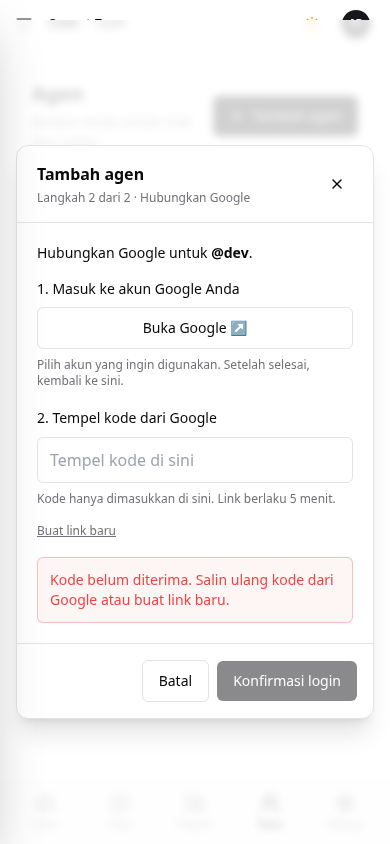 Tambah agen
Langkah 2 dari 2 · Hubungkan Google
Hubungkan Google untuk @dev.
1. Masuk ke akun Google Anda
Buka Google ↗️
Pilih akun yang ingin digunakan. Setelah selesai,
kembali ke sini.
2. Tempel kode dari Google
Tempel kode di sini
Kode hanya dimasukkan di sini. Link berlaku 5 menit.
Buat link baru
Kode belum diterima. Salin ulang kode dari
Google atau buat link baru.
Batal
Konfirmasi login